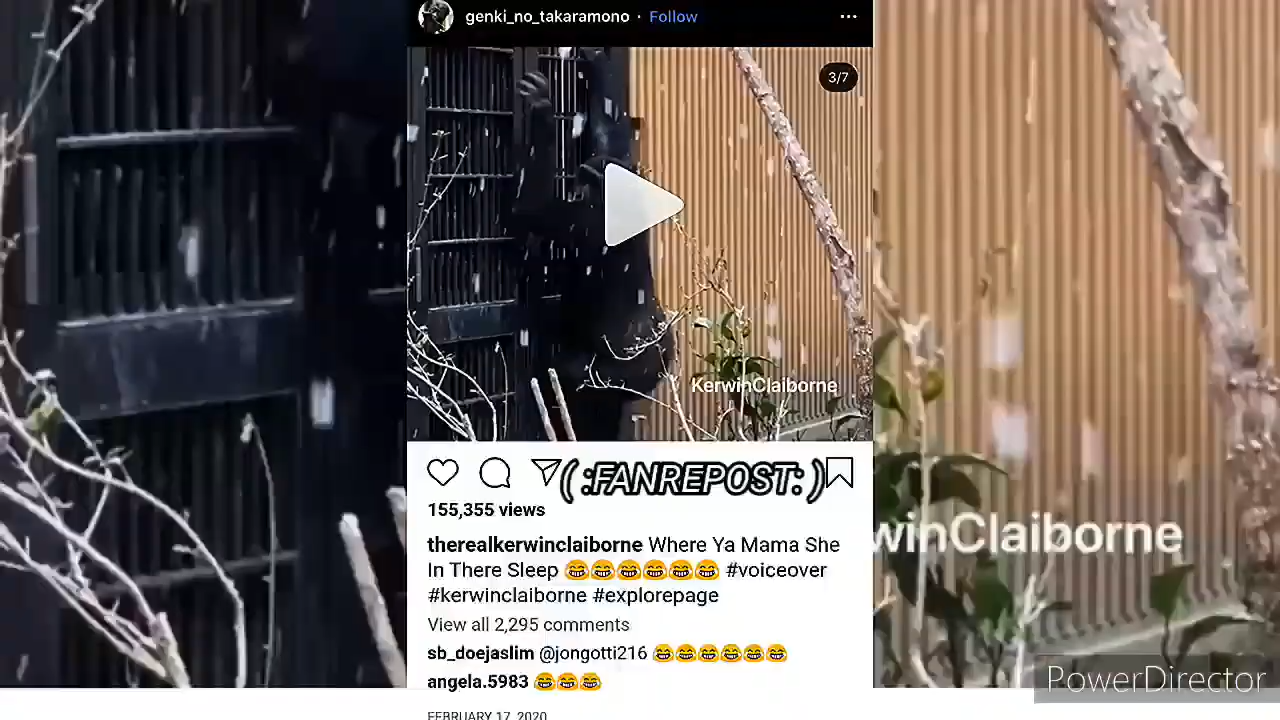 genki_no_takaramono · Follow
3/7
KerwinClaiborne
winClaiborne
( :FANREPOST: )
155,355 views
therealkerwinclaiborne Where Ya Mama She
In There Sleep 😂😂😂😂😂😂 #voiceover
#kerwinclaiborne #explorepage
View all 2,295 comments
sb_doejaslim @jongotti216 😂😂😂😂😂😂
angela.5983 😂😂😂
FEBRUARY 17, 2020
PowerDirector